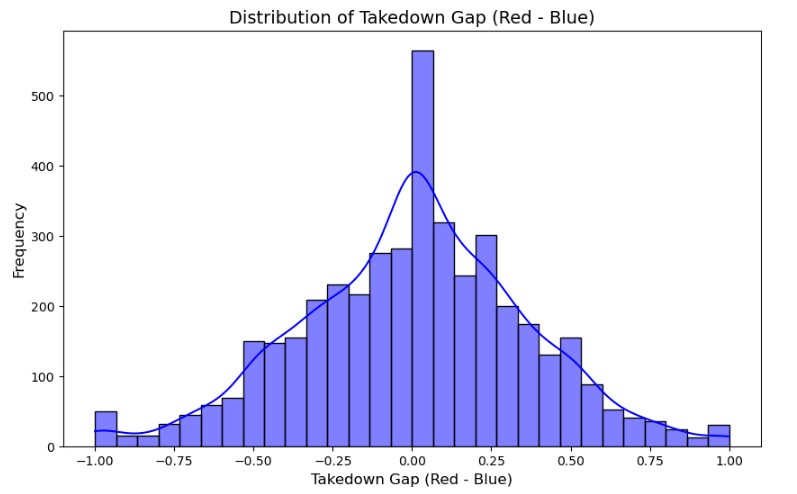 Distribution of Takedown Gap (Red - Blue)
Frequency
500
400
300
200
100
0
−1.00 −0.75 −0.50 −0.25 0.00 0.25 0.50 0.75 1.00
Takedown Gap (Red - Blue)